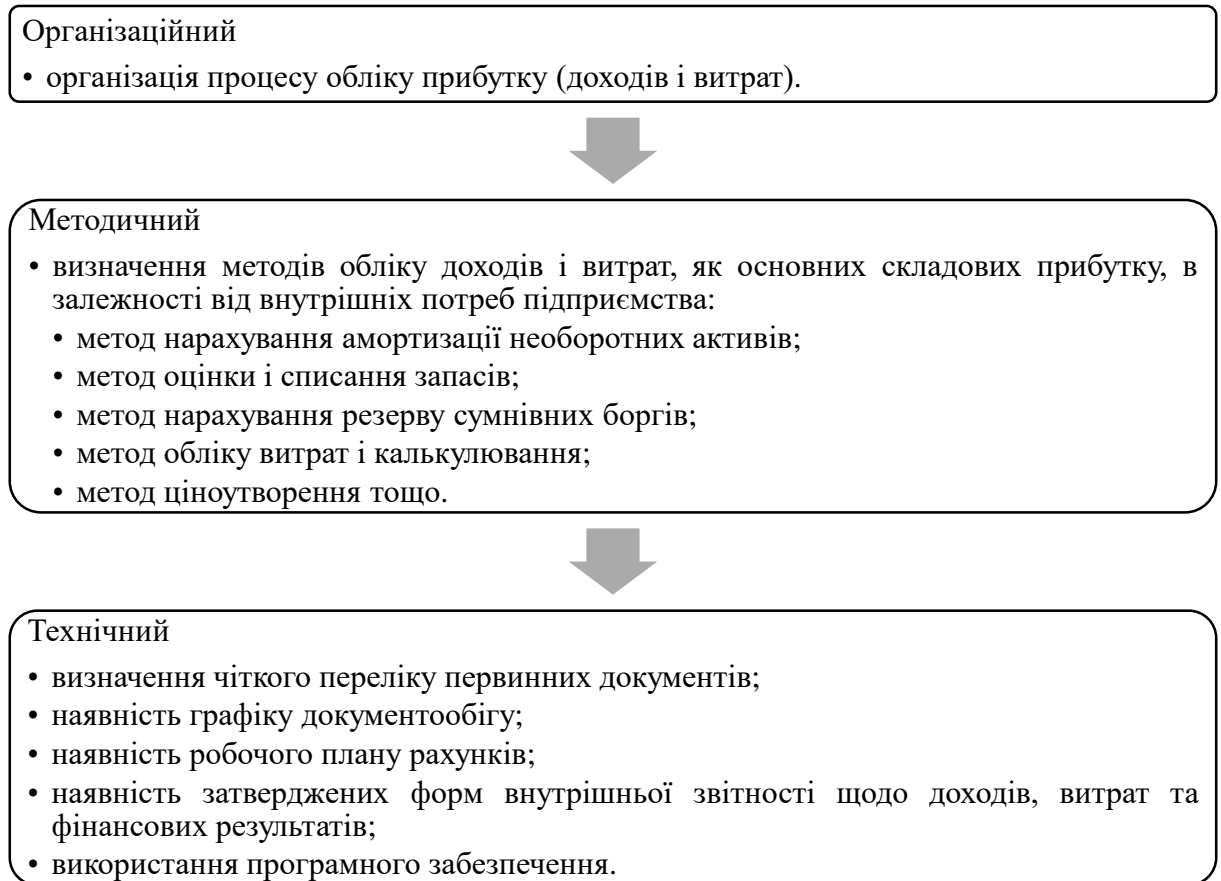 Організаційний
• організація процесу обліку прибутку (доходів і витрат).
Методичний
• визначення методів обліку доходів і витрат, як основних складових прибутку, в
залежності від внутрішніх потреб підприємства:
• метод нарахування амортизації необоротних активів;
• метод оцінки і списання запасів;
• метод нарахування резерву сумнівних боргів;
• метод обліку витрат і калькулювання;
• метод ціноутворення тощо.
Технічний
• визначення чіткого переліку первинних документів;
• наявність графіку документообігу;
• наявність робочого плану рахунків;
• наявність затверджених форм внутрішньої звітності щодо доходів, витрат та
фінансових результатів;
• використання програмного забезпечення.